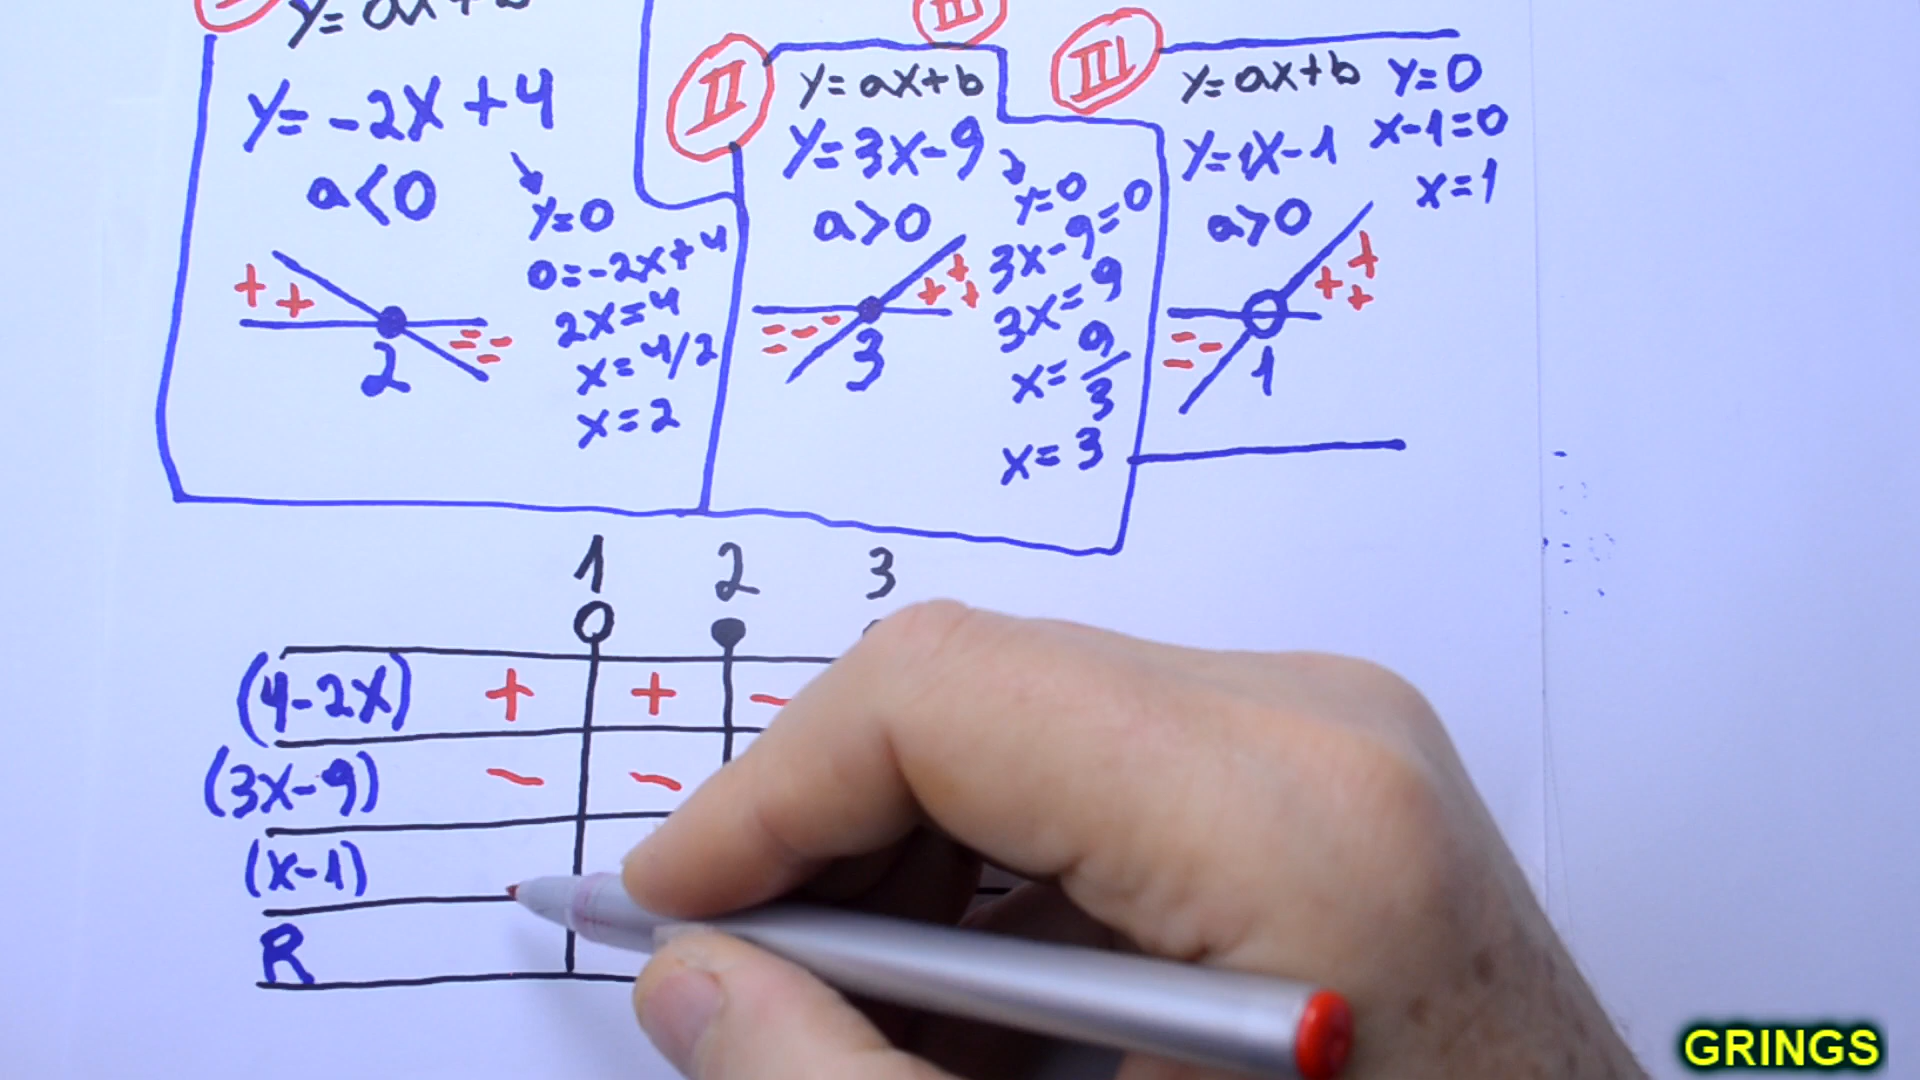 y=ax+b
y=-2x+4
a<0
y=0
0=-2x+4
2x=4
x=4/2
x=2
+ +
- - -
2
II
y=ax+b
y=3x-9
a>0
y=0
3x-9=0
3x=9
x=9/3
x=3
- - - -
+ + +
3
III
III
y=ax+b
y=1x-1
a>0
y=0
x-1=0
x=1
- - -
+ + +
1
1 2 3
(4-2x) + + -
(3x-9) - -
(x-1)
R
GRINGS